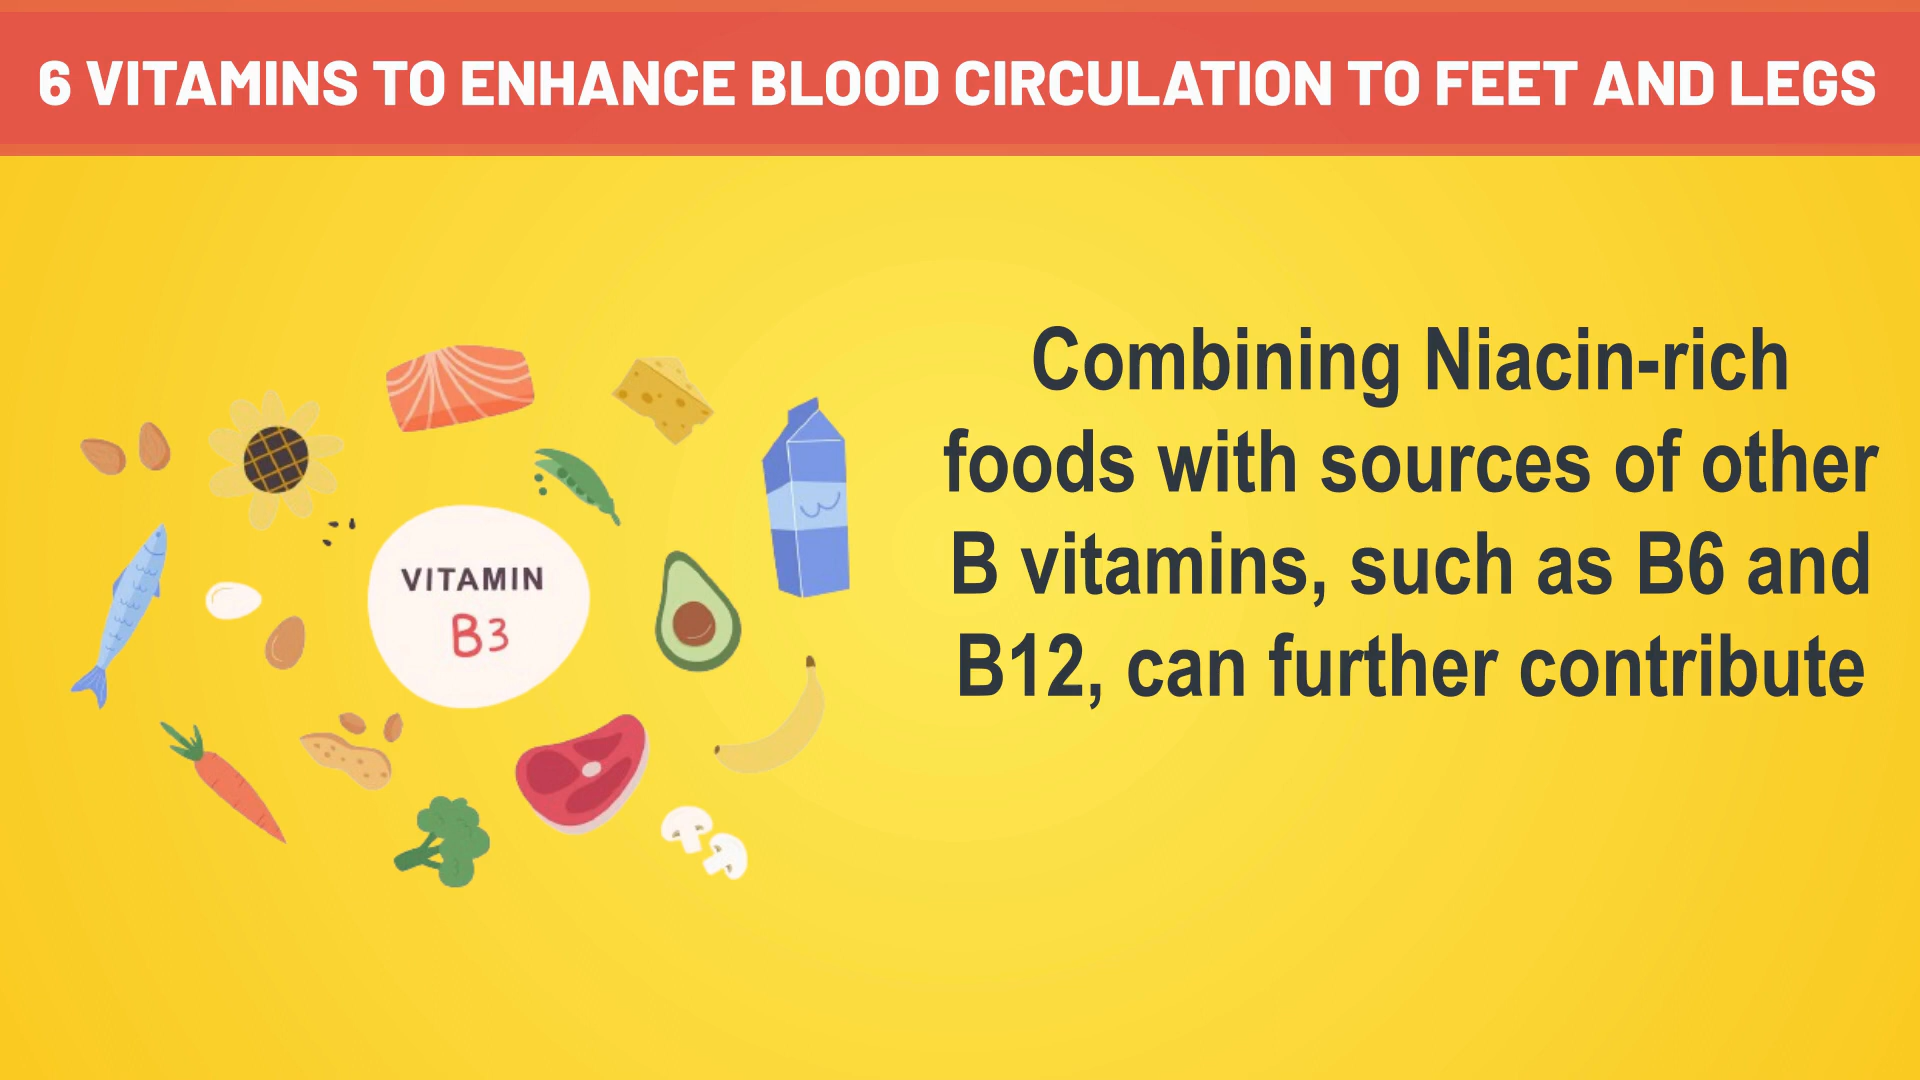 6 VITAMINS TO ENHANCE BLOOD CIRCULATION TO FEET AND LEGS
VITAMIN
B3
Combining Niacin-rich
foods with sources of other
B vitamins, such as B6 and
B12, can further contribute